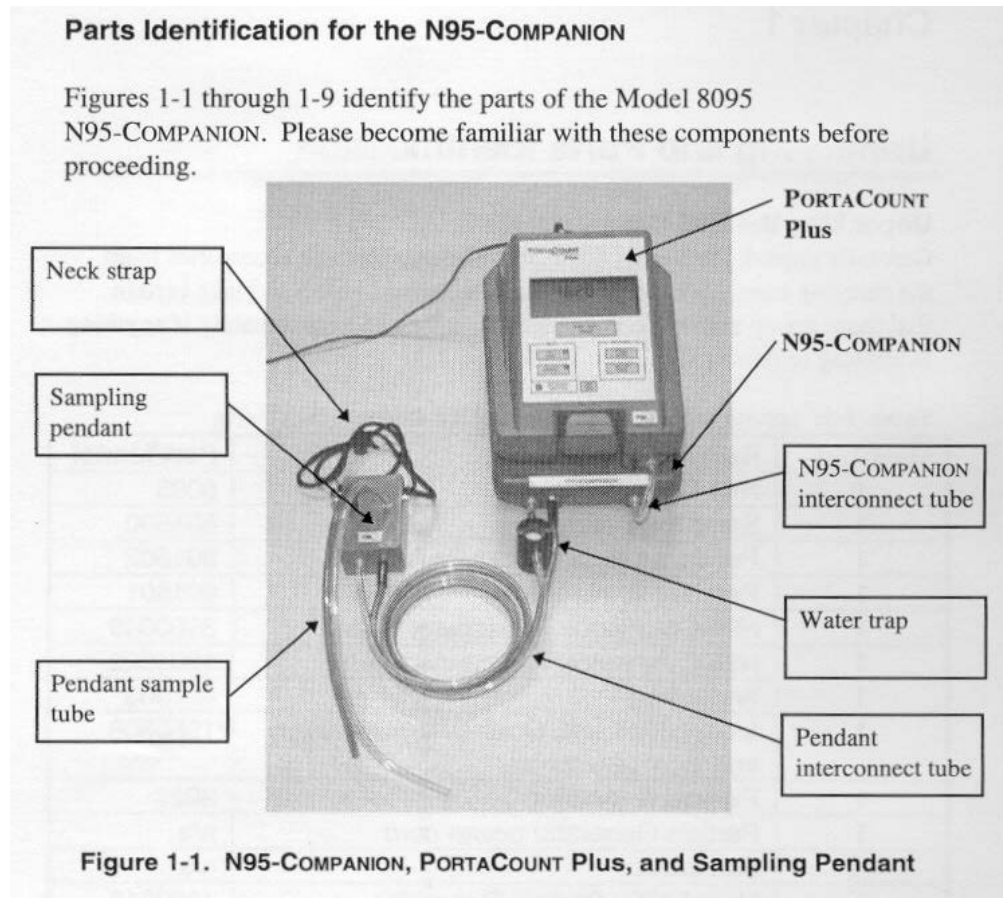 Parts Identification for the N95-COMPANION
Figures 1-1 through 1-9 identify the parts of the Model 8095
N95-COMPANION. Please become familiar with these components before
proceeding.
PORTACOUNT
Plus
Neck strap
PORTACOUNT
Plus
N95-COMPANION
Sampling
pendant
N95-COMPANION
interconnect tube
Water trap
Pendant sample
tube
Pendant
interconnect tube
Figure 1-1. N95-COMPANION, PORTACOUNT Plus, and Sampling Pendant